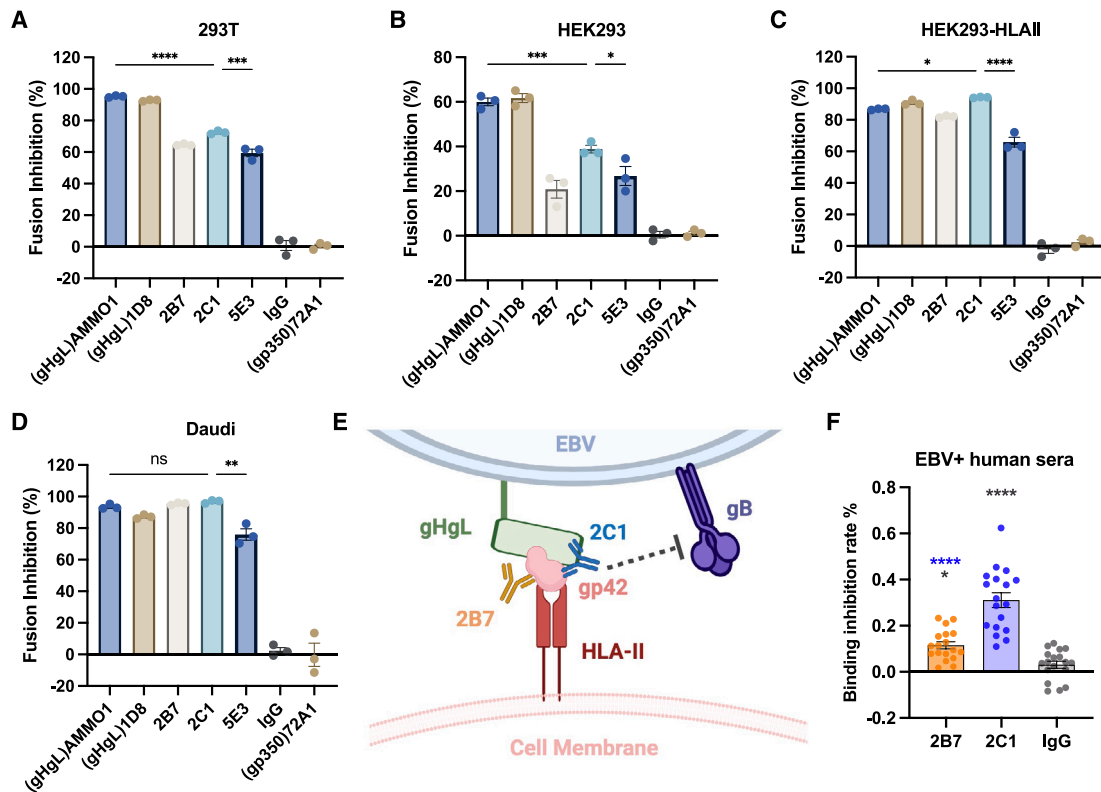 A
293T
Fusion Inhibition (%)
120
100
80
60
40
20
0
-20
****
***
(gHgL)AMMO1
(gHgL)1D8
2B7
2C1
5E3
IgG
(gp350)72A1
B
HEK293
Fusion Inhibition (%)
80
60
40
20
0
-20
***
*
(gHgL)AMMO1
(gHgL)1D8
2B7
2C1
5E3
IgG
(gp350)72A1
C
HEK293-HLAII
Fusion Inhibition (%)
120
100
80
60
40
20
0
-20
*
****
(gHgL)AMMO1
(gHgL)1D8
2B7
2C1
5E3
IgG
(gp350)72A1
D
Daudi
Fusion Inhibition (%)
120
100
80
60
40
20
0
-20
ns
**
(gHgL)AMMO1
(gHgL)1D8
2B7
2C1
5E3
IgG
(gp350)72A1
E
EBV
gHgL
2C1
gB
gp42
2B7
HLA-II
Cell Membrane
F
EBV+ human sera
Binding inhibition rate %
0.8
0.6
0.4
0.2
0.0
-0.2
****
****
*
2B7
2C1
IgG